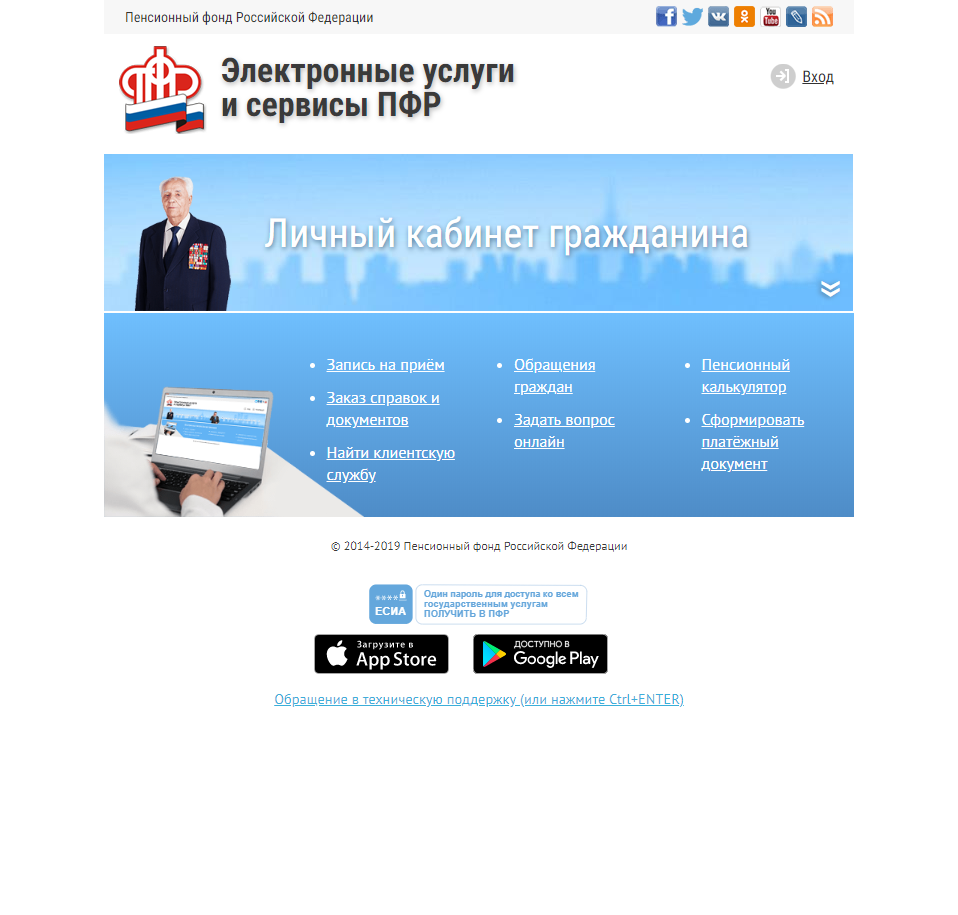 Пенсионный фонд Российской Федерации
You
Tube
ПФР
Электронные услуги
и сервисы ПФР
Вход
Личный кабинет гражданина
Запись на приём
Заказ справок и
документов
Найти клиентскую
службу
Обращения
граждан
Задать вопрос
онлайн
Пенсионный
калькулятор
Сформировать
платёжный
документ
© 2014-2019 Пенсионный фонд Российской Федерации
****
ЕСИА
Один пароль для доступа ко всем
государственным услугам
ПОЛУЧИТЬ В ПФР
Загрузите в
App Store
ДОСТУПНО В
Google Play
Обращение в техническую поддержку (или нажмите Ctrl+ENTER)